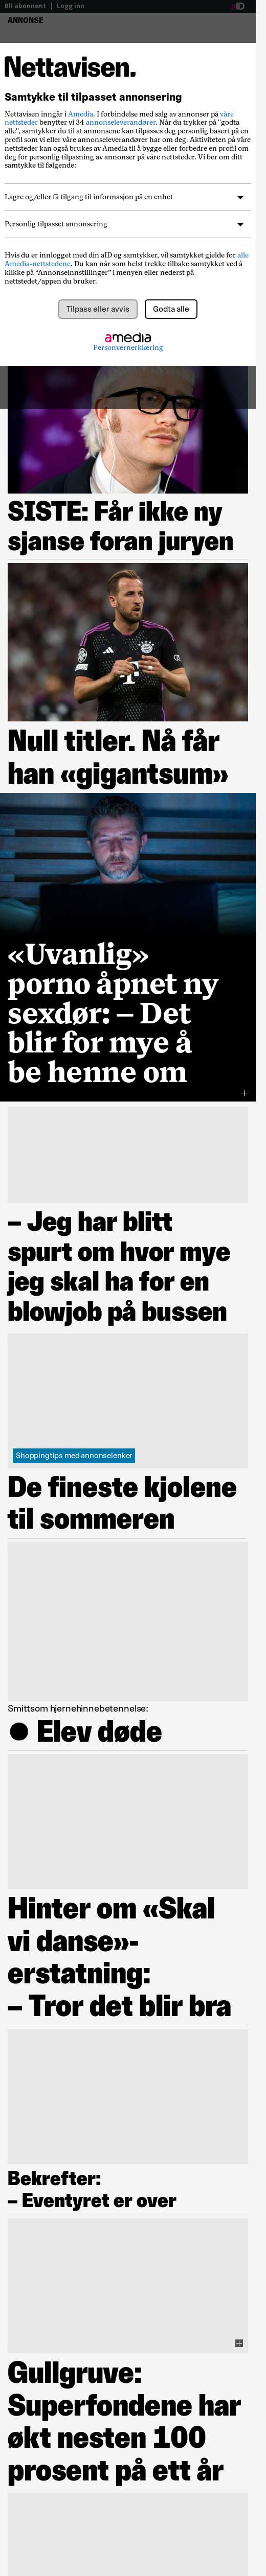 Bli abonnent | Logg inn
aID
ANNONSE
Nettavisen.
Samtykke til tilpasset annonsering
Nettavisen inngår i Amedia. I forbindelse med salg av annonser på våre
nettsteder benytter vi 34 annonseleverandører. Når du trykker på "godta
alle", samtykker du til at annonsene kan tilpasses deg personlig basert på en
profil som vi eller våre annonseleverandører har om deg. Aktiviteten på våre
nettsteder kan også brukes av Amedia til å bygge eller forbedre en profil om
deg for personlig tilpasning av annonser på våre nettsteder. Vi ber om ditt
samtykke til følgende:
Lagre og/eller få tilgang til informasjon på en enhet
Personlig tilpasset annonsering
Hvis du er innlogget med din aID og samtykker, vil samtykket gjelde for alle
Amedia-nettstedene. Du kan når som helst trekke tilbake samtykket ved å
klikke på “Annonseinnstillinger” i menyen eller nederst på
nettstedet/appen du bruker.
Tilpass eller avvis
Godta alle
amedia
Personvernerklæring
SISTE: Får ikke ny
sjanse foran juryen
Null titler. Nå får
han «gigantsum»
«Uvanlig»
porno åpnet ny
sexdør: – Det
blir for mye å
be henne om
– Jeg har blitt
spurt om hvor mye
jeg skal ha for en
blowjob på bussen
Shoppingtips med annonselenker
De fineste kjolene
til sommeren
Smittsom hjernehinnebetennelse:
● Elev døde
Hinter om «Skal
vi danse»-
erstatning:
– Tror det blir bra
Bekrefter:
– Eventyret er over
Gullgruve:
Superfondene har
økt nesten 100
prosent på ett år